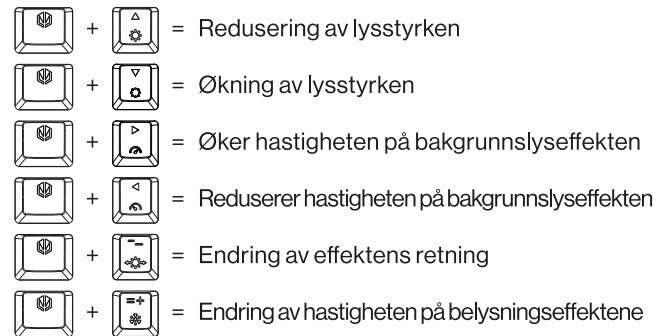 + = Redusering av lysstyrken
+ = Økning av lysstyrken
+ = Øker hastigheten på bakgrunnslyseffekten
+ = Reduserer hastigheten på bakgrunnslyseffekten
+ - _ = Endring av effektens retning
+ = + = Endring av hastigheten på belysningseffektene